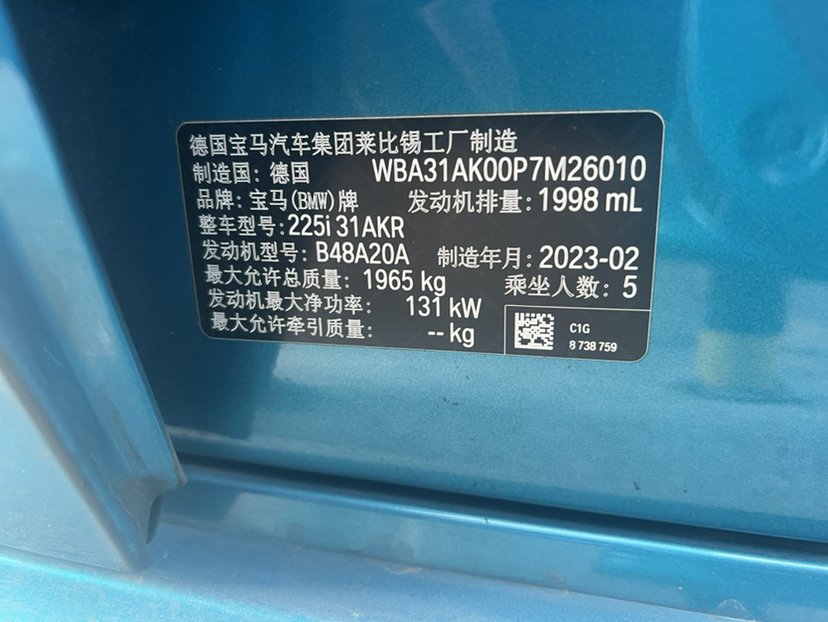 德国宝马汽车集团莱比锡工厂制造
制造国: 德国 WBA31AK00P7M26010
品牌: 宝马(BMW)牌 发动机排量: 1998 mL
整车型号: 225i 31AKR
发动机型号: B48A20A 制造年月: 2023-02
最大允许总质量: 1965 kg 乘坐人数: 5
发动机最大净功率: 131 kW
最大允许牵引质量: -- kg
C1G
8 738 759